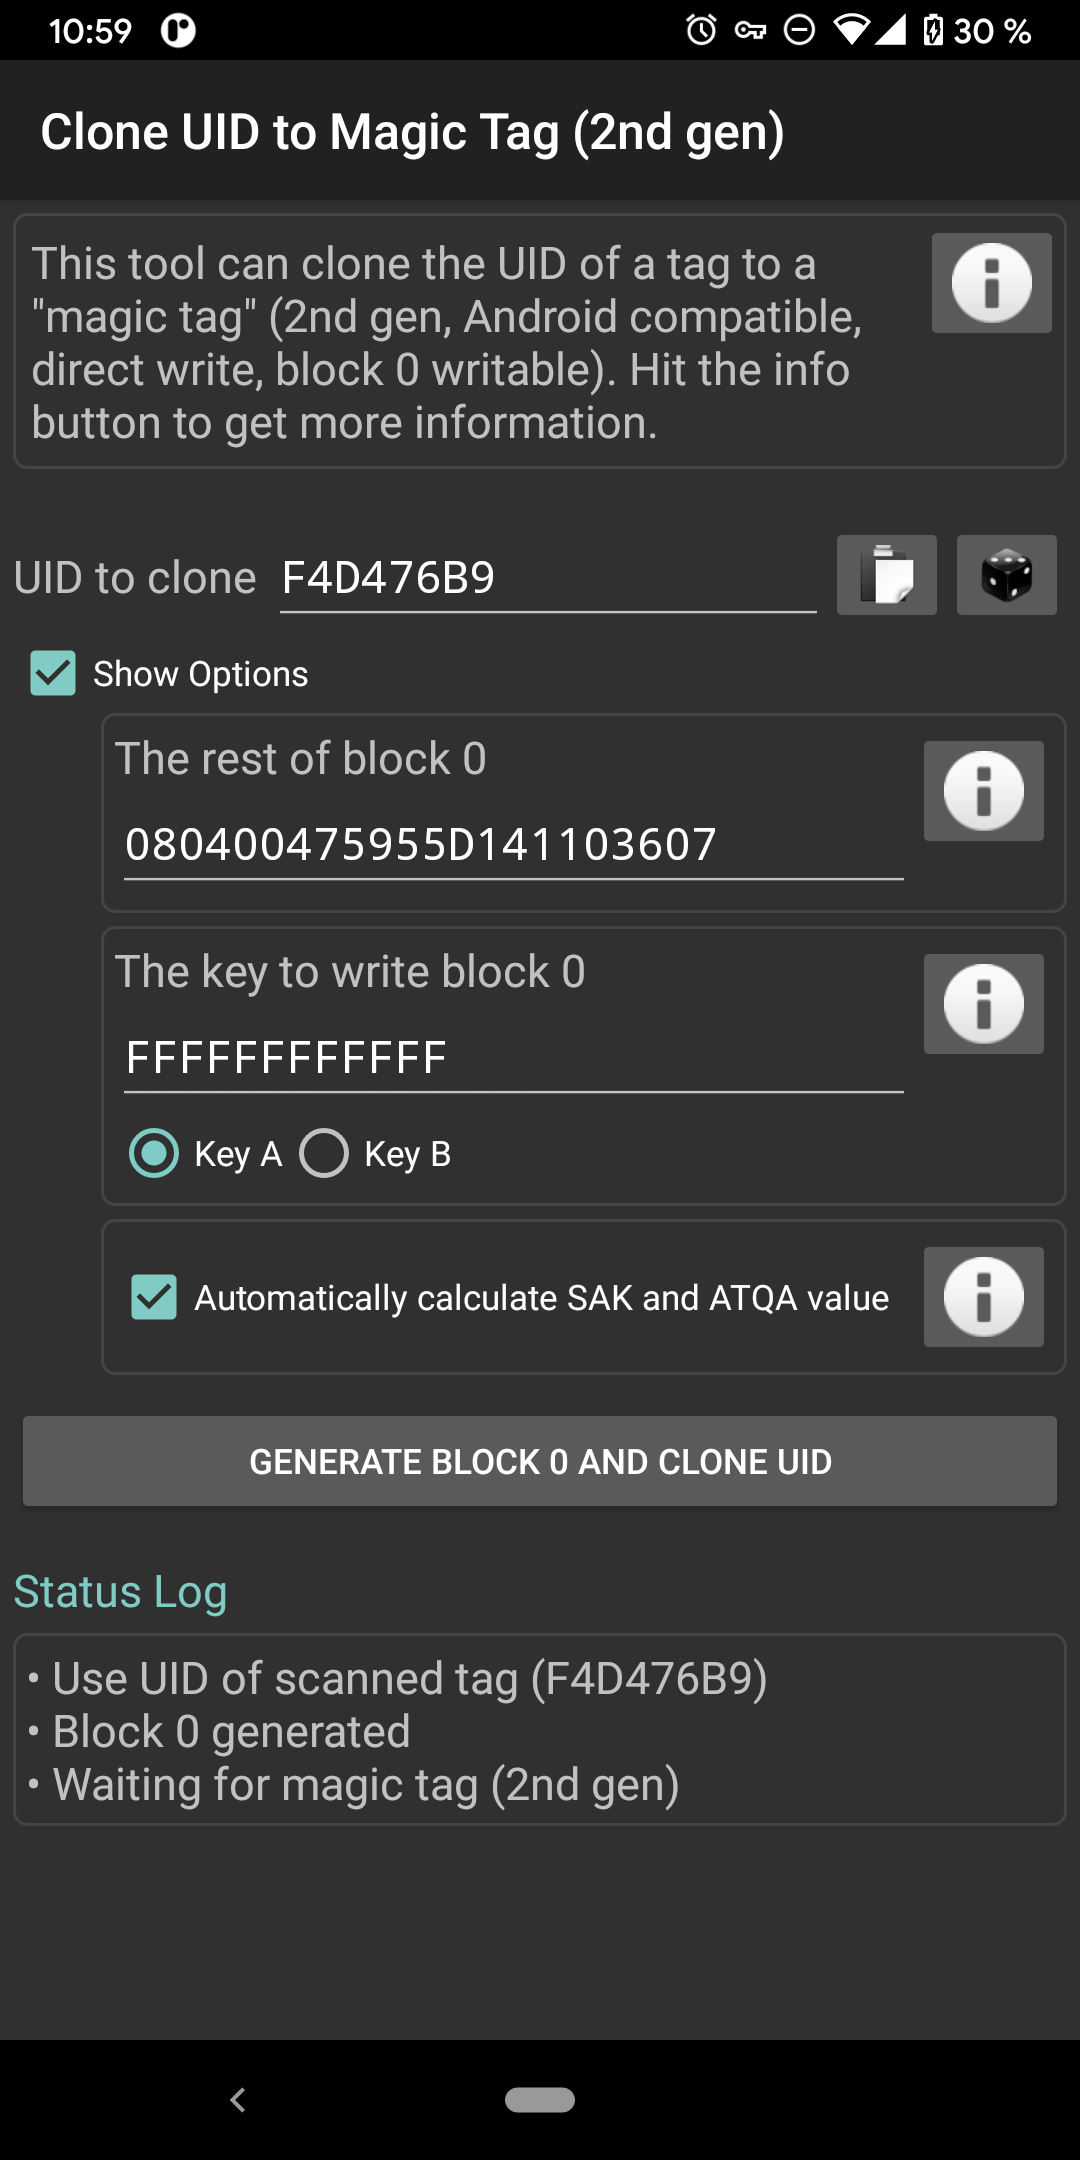 10:59
30 %
Clone UID to Magic Tag (2nd gen)
This tool can clone the UID of a tag to a
"magic tag" (2nd gen, Android compatible,
direct write, block 0 writable). Hit the info
button to get more information.
UID to clone F4D476B9
Show Options
The rest of block 0
080400475955D141103607
The key to write block 0
FFFFFFFFFFFF
Key A Key B
Automatically calculate SAK and ATQA value
GENERATE BLOCK 0 AND CLONE UID
Status Log
• Use UID of scanned tag (F4D476B9)
• Block 0 generated
• Waiting for magic tag (2nd gen)